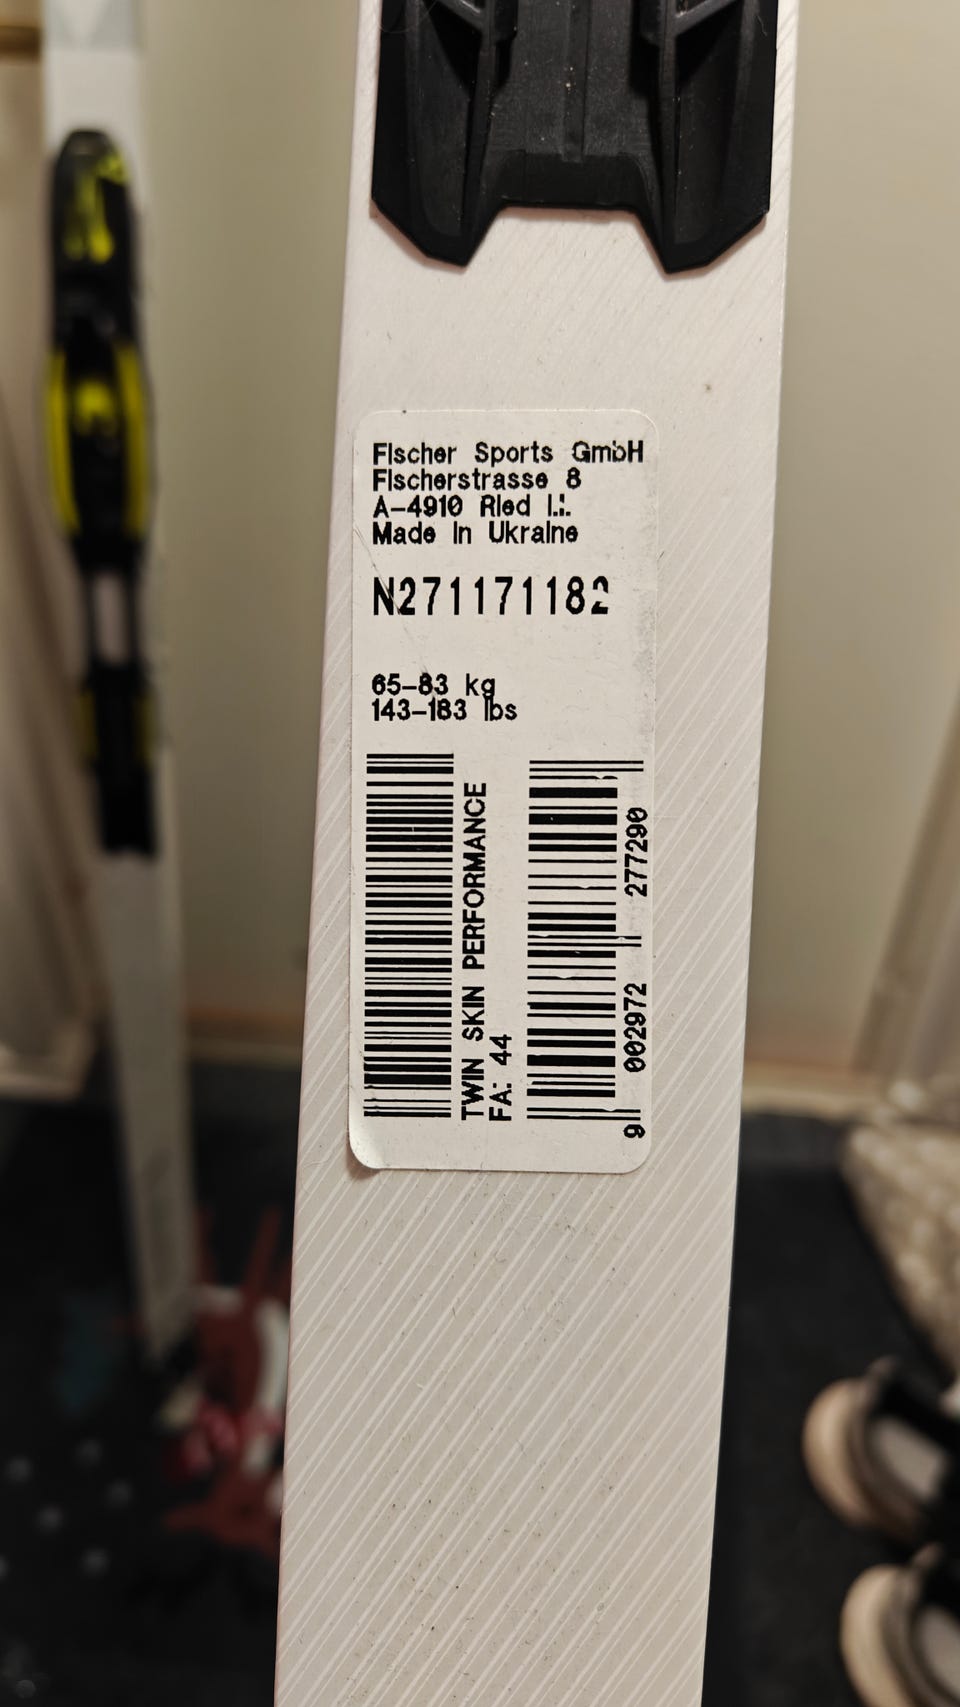 Fischer Sports GmbH
Fischerstrasse 8
A-4910 Ried I.I.
Made In Ukraine
N271171182
65-83 kg
143-183 lbs
TWIN SKIN PERFORMANCE
FA: 44
9 002972 277290